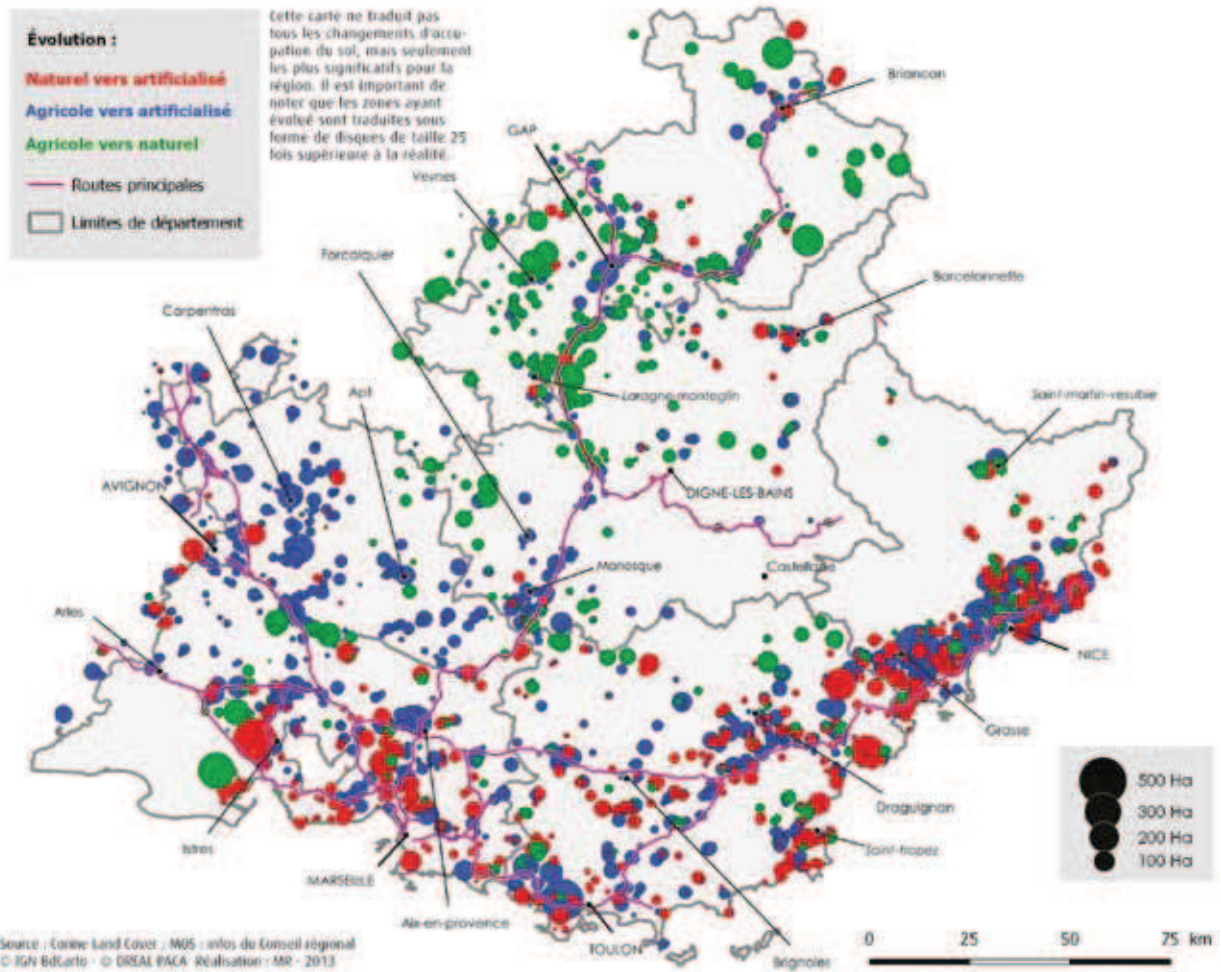 Évolution :
Naturel vers artificialisé
Agricole vers artificialisé
Agricole vers naturel
Routes principales
Limites de département
Cette carte ne traduit pas
tous les changements d'occu-
pation du sol, mais seulement
les plus significatifs pour la
région. Il est important de
noter que les zones ayant
évolué sont traduites sous
forme de disques de taille 25
fois supérieure à la réalité.
Briancon
GAP
Veynes
Forcalquier
Barcelonnette
Carpentras
Apt
Laragne-monteglin
Saint-martin-vesubie
AVIGNON
DIGNE-LES-BAINS
Manosque
Castellane
Arles
NICE
Grasse
500 Ha
300 Ha
200 Ha
100 Ha
Draguignan
Istres
Saint-tropez
MARSEILLE
Aix-en-provence
TOULON
Brignoles
Source : Corine Land Cover ; MOS : infos du Conseil régional
© IGN BdCarto - © DREAL PACA Réalisation : MR - 2013
0 25 50 75 km